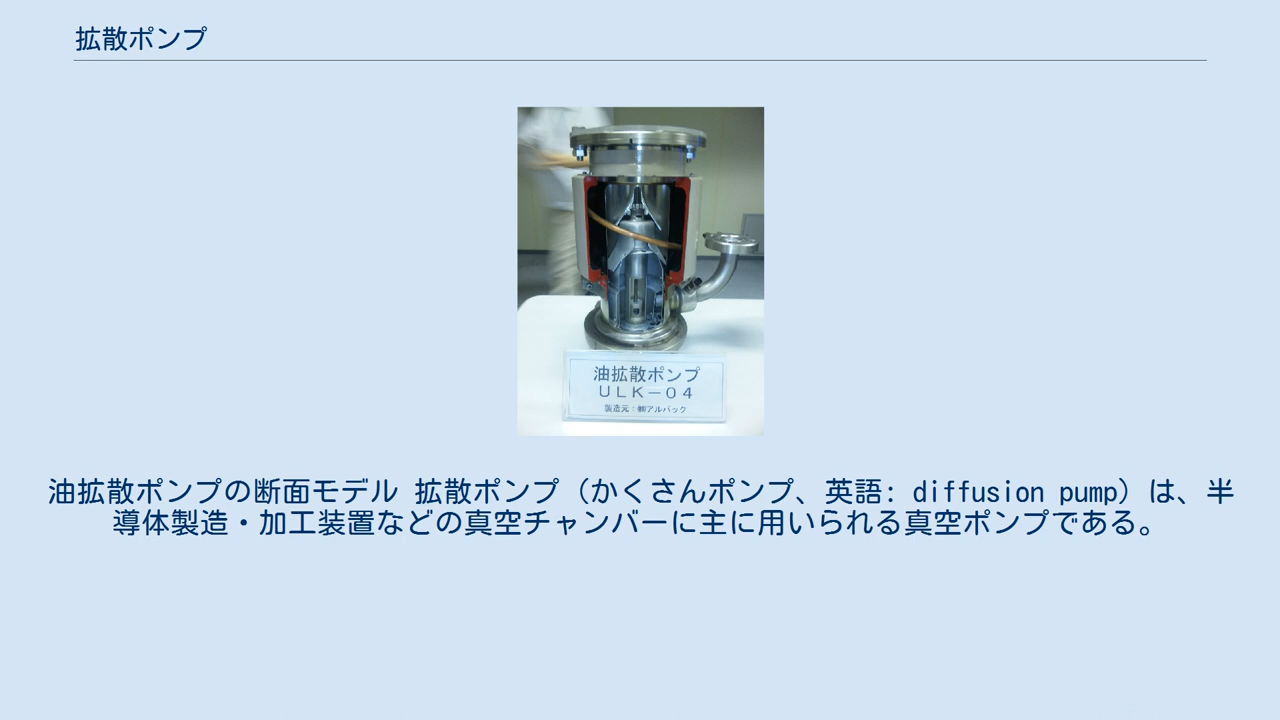 拡散ポンプ
油拡散ポンプ
ULK－04
製造元：㈱アルバック
油拡散ポンプの断面モデル 拡散ポンプ（かくさんポンプ、英語: diffusion pump）は、半
導体製造・加工装置などの真空チャンバーに主に用いられる真空ポンプである。